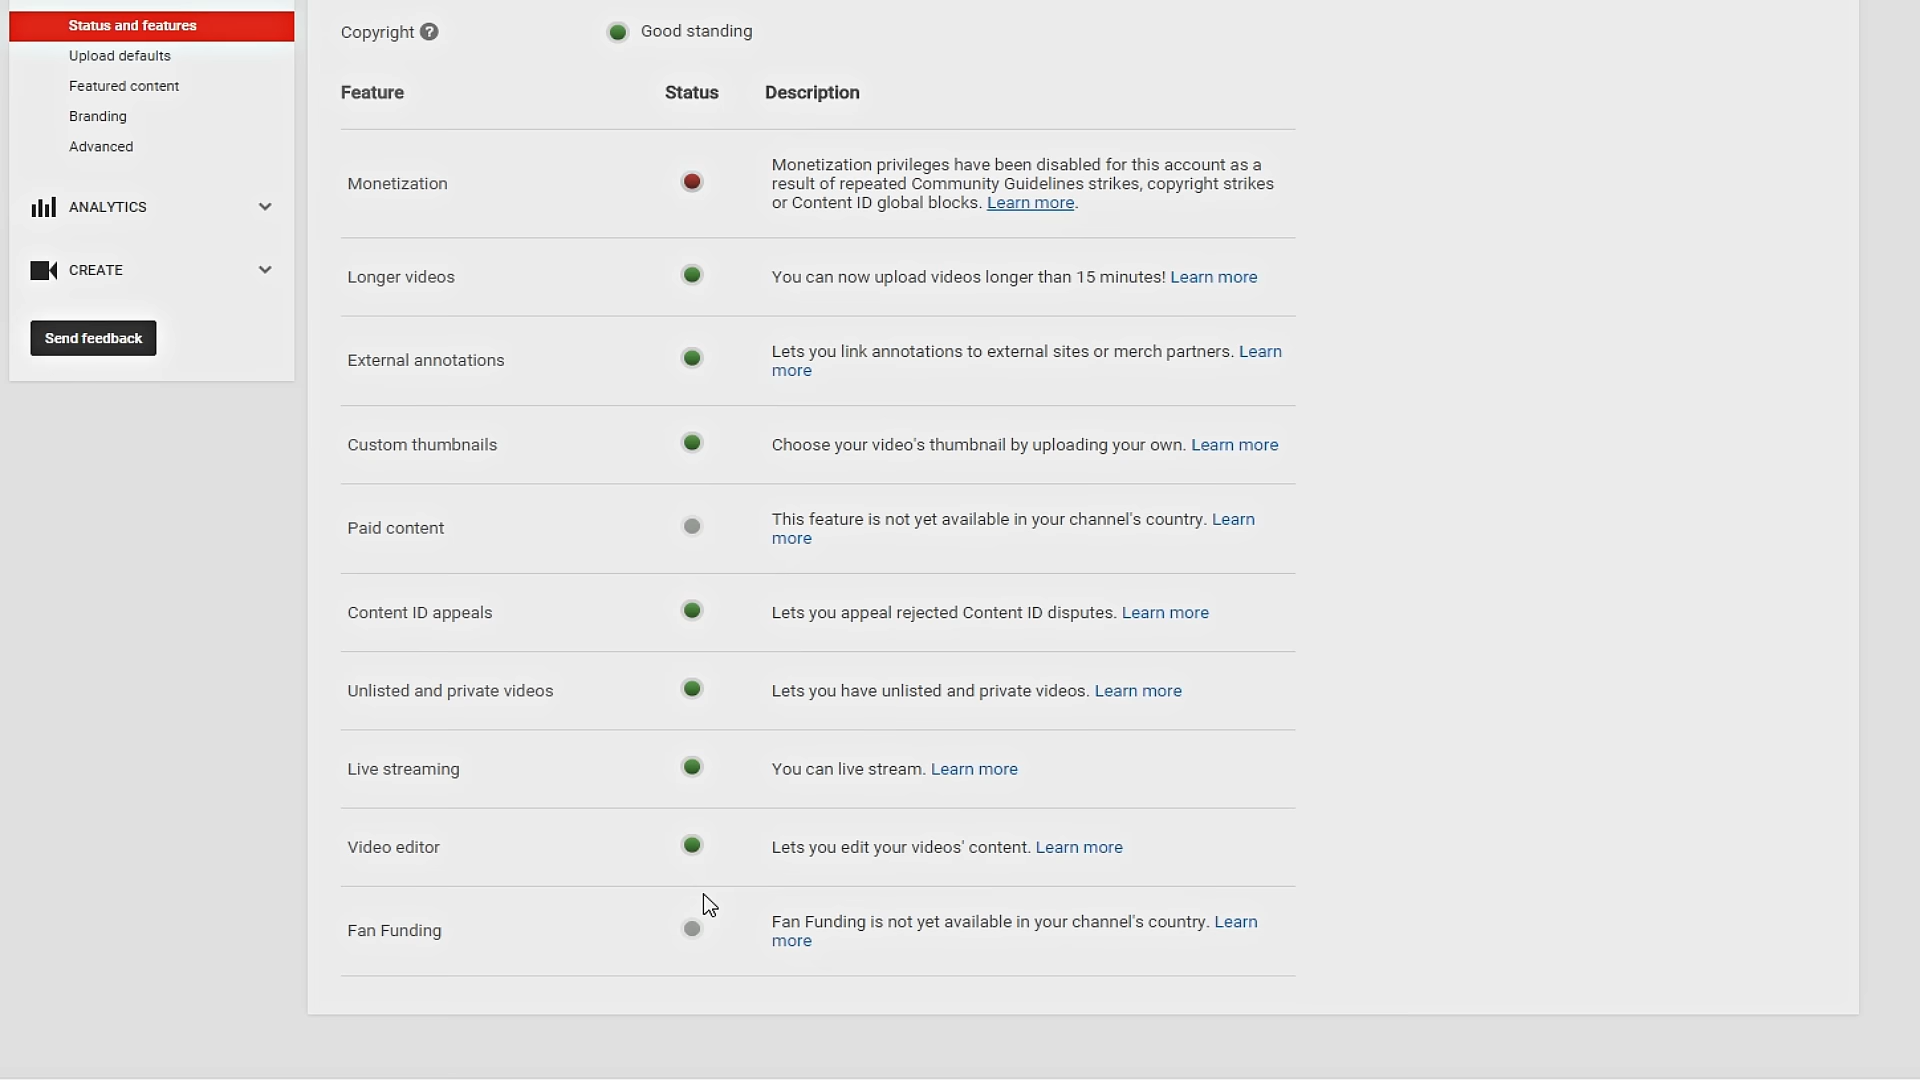 Status and features
Upload defaults
Featured content
Branding
Advanced
ANALYTICS
CREATE
Send feedback
Copyright ?
Good standing
Feature Status Description
Monetization
Monetization privileges have been disabled for this account as a
result of repeated Community Guidelines strikes, copyright strikes
or Content ID global blocks. Learn more.
Longer videos
You can now upload videos longer than 15 minutes! Learn more
External annotations
Lets you link annotations to external sites or merch partners. Learn
more
Custom thumbnails
Choose your video's thumbnail by uploading your own. Learn more
Paid content
This feature is not yet available in your channel's country. Learn
more
Content ID appeals
Lets you appeal rejected Content ID disputes. Learn more
Unlisted and private videos
Lets you have unlisted and private videos. Learn more
Live streaming
You can live stream. Learn more
Video editor
Lets you edit your videos' content. Learn more
Fan Funding
Fan Funding is not yet available in your channel's country. Learn
more